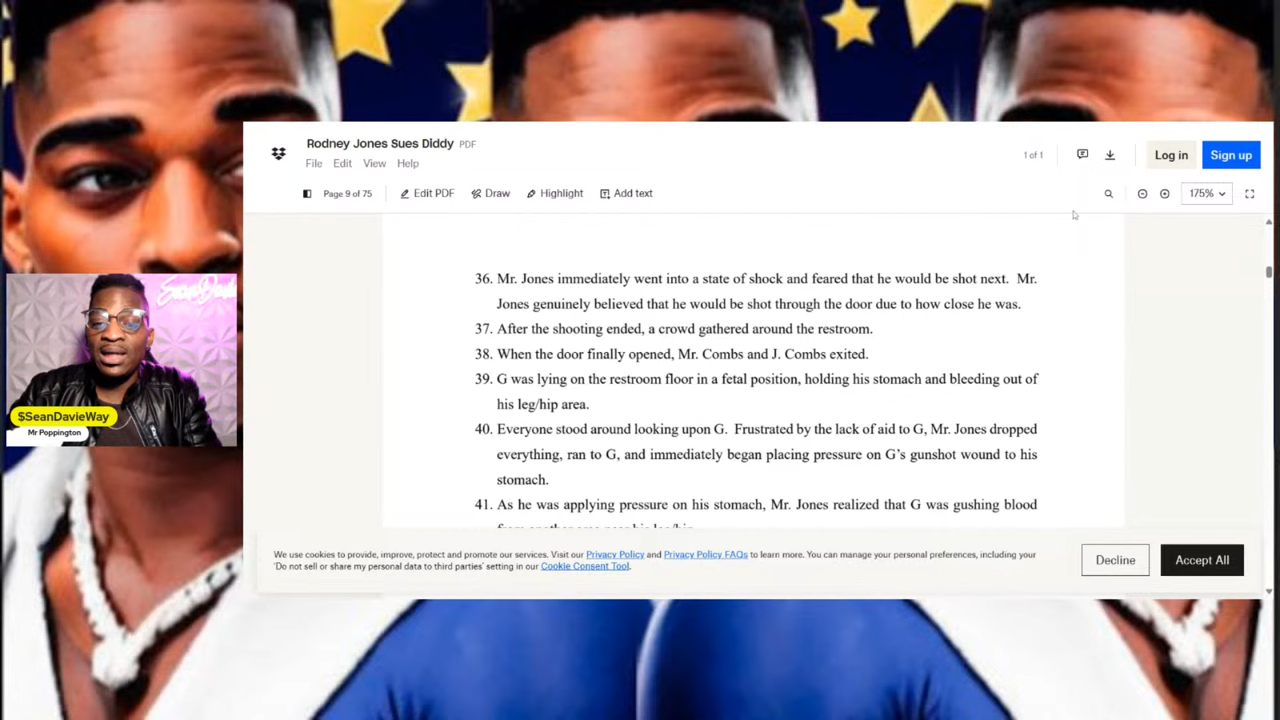 Rodney Jones Sues Diddy PDF
File Edit View Help
1 of 1
Log in
Sign up
Page 9 of 75
Edit PDF
Draw
Highlight
Add text
175%
36. Mr. Jones immediately went into a state of shock and feared that he would be shot next. Mr.
Jones genuinely believed that he would be shot through the door due to how close he was.
37. After the shooting ended, a crowd gathered around the restroom.
38. When the door finally opened, Mr. Combs and J. Combs exited.
39. G was lying on the restroom floor in a fetal position, holding his stomach and bleeding out of
his leg/hip area.
40. Everyone stood around looking upon G. Frustrated by the lack of aid to G, Mr. Jones dropped
everything, ran to G, and immediately began placing pressure on G's gunshot wound to his
stomach.
41. As he was applying pressure on his stomach, Mr. Jones realized that G was gushing blood
from another area near his leg/hip
We use cookies to provide, improve, protect and promote our services. Visit our Privacy Policy and Privacy Policy FAQs to learn more. You can manage your personal preferences, including your
'Do not sell or share my personal data to third parties' setting in our Cookie Consent Tool.
Decline
Accept All
$SeanDavieWay
Mr Poppington